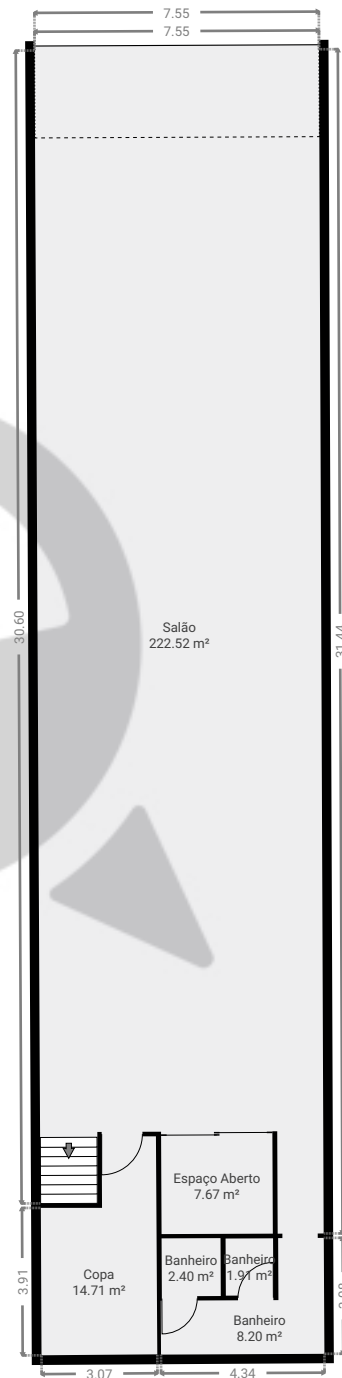 7.55
7.55
30.60
Salão
222.52 m²
31.44
Espaço Aberto
7.67 m²
Banheiro
2.40 m²
Banheiro
1.91 m²
Copa
14.71 m²
3.91
Banheiro
8.20 m²
3.07
4.34